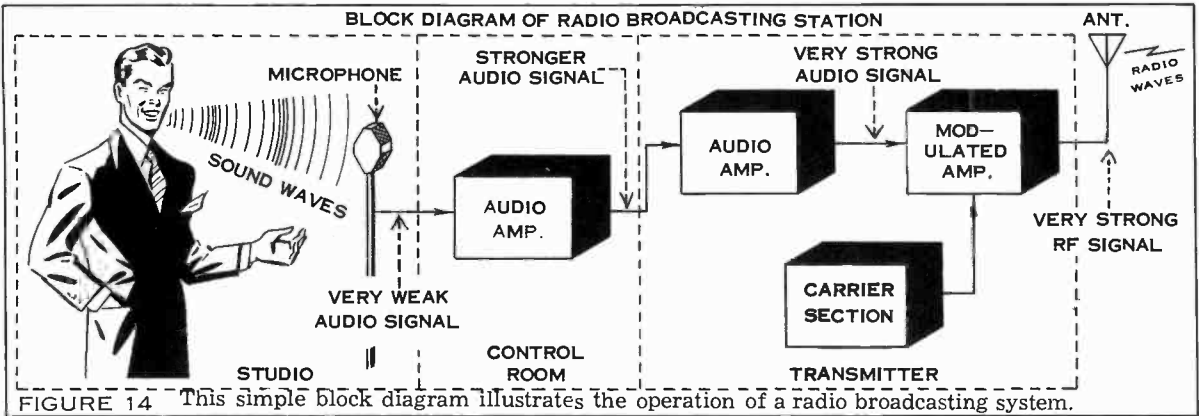 BLOCK DIAGRAM OF RADIO BROADCASTING STATION
ANT.
RADIO
WAVES
MICROPHONE
STRONGER
AUDIO SIGNAL
VERY STRONG
AUDIO SIGNAL
SOUND WAVES
AUDIO
AMP.
AUDIO
AMP.
MOD-
ULATED
AMP.
VERY STRONG
RF SIGNAL
CARRIER
SECTION
VERY WEAK
AUDIO SIGNAL
STUDIO
CONTROL
ROOM
TRANSMITTER
FIGURE 14 This simple block diagram illustrates the operation of a radio broadcasting system.